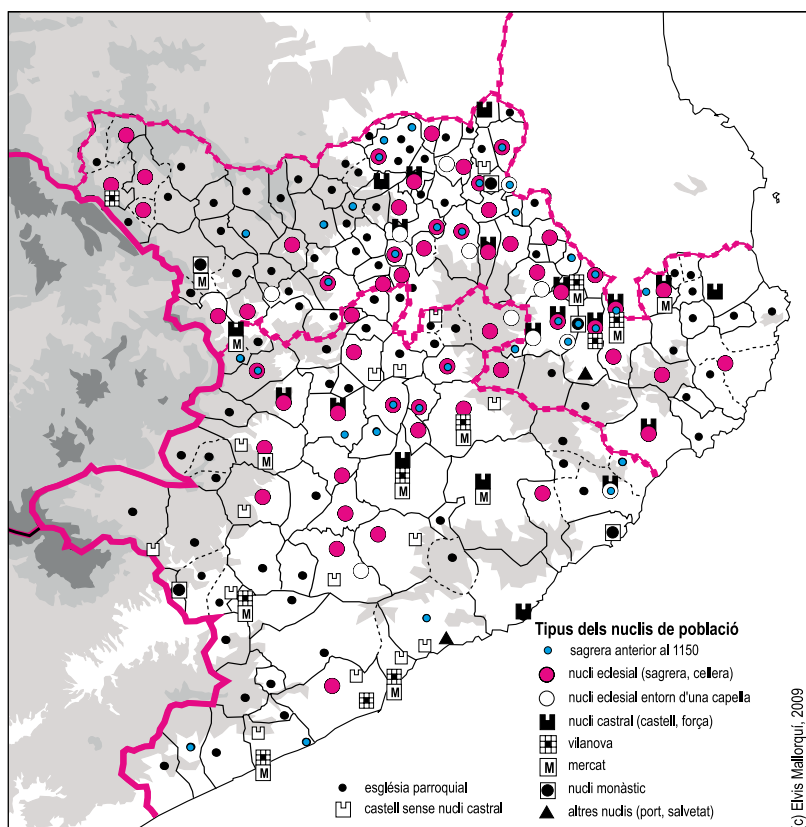 M
M
M
M
M
M
M
M
M
M
M
M
Tipus dels nuclis de població
sagrera anterior al 1150
nucli eclesial (sagrera, cellera)
nucli eclesial entorn d'una capella
nucli castral (castell, força)
vilanova
M mercat
nucli monàstic
altres nuclis (port, salvetat)
església parroquial
castell sense nucli castral
(c) Elvis Mallorquí, 2009